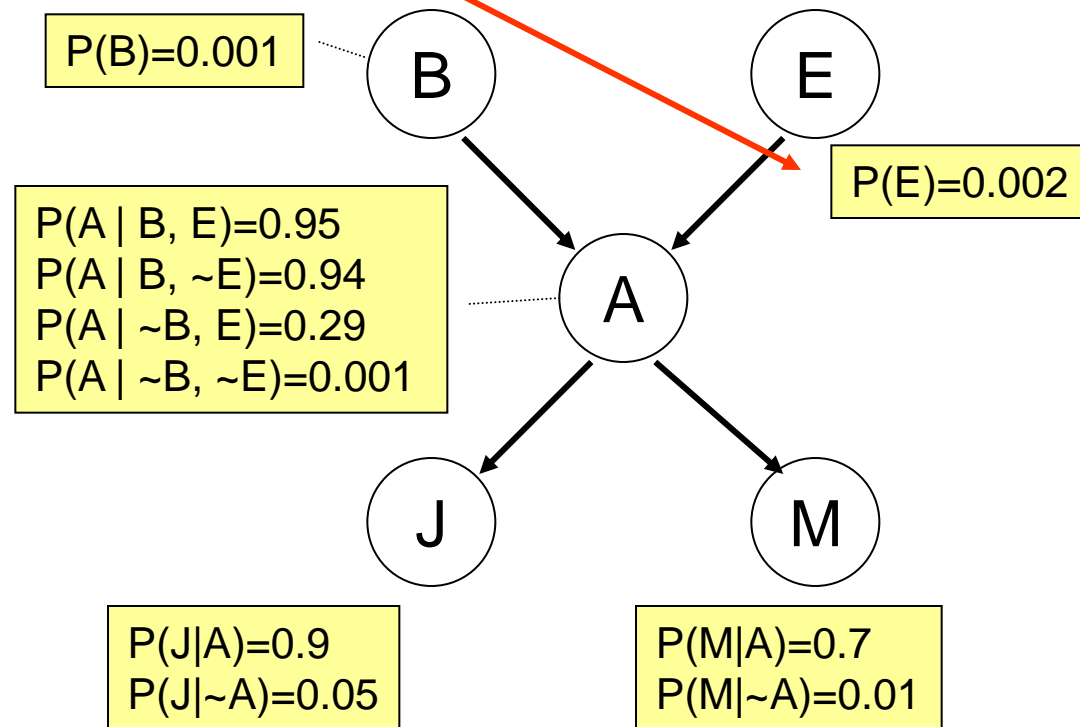 P(B)=0.001
B
E
P(E)=0.002
P(A | B, E)=0.95
P(A | B, ~E)=0.94
P(A | ~B, E)=0.29
P(A | ~B, ~E)=0.001
A
J
M
P(J|A)=0.9
P(J|~A)=0.05
P(M|A)=0.7
P(M|~A)=0.01